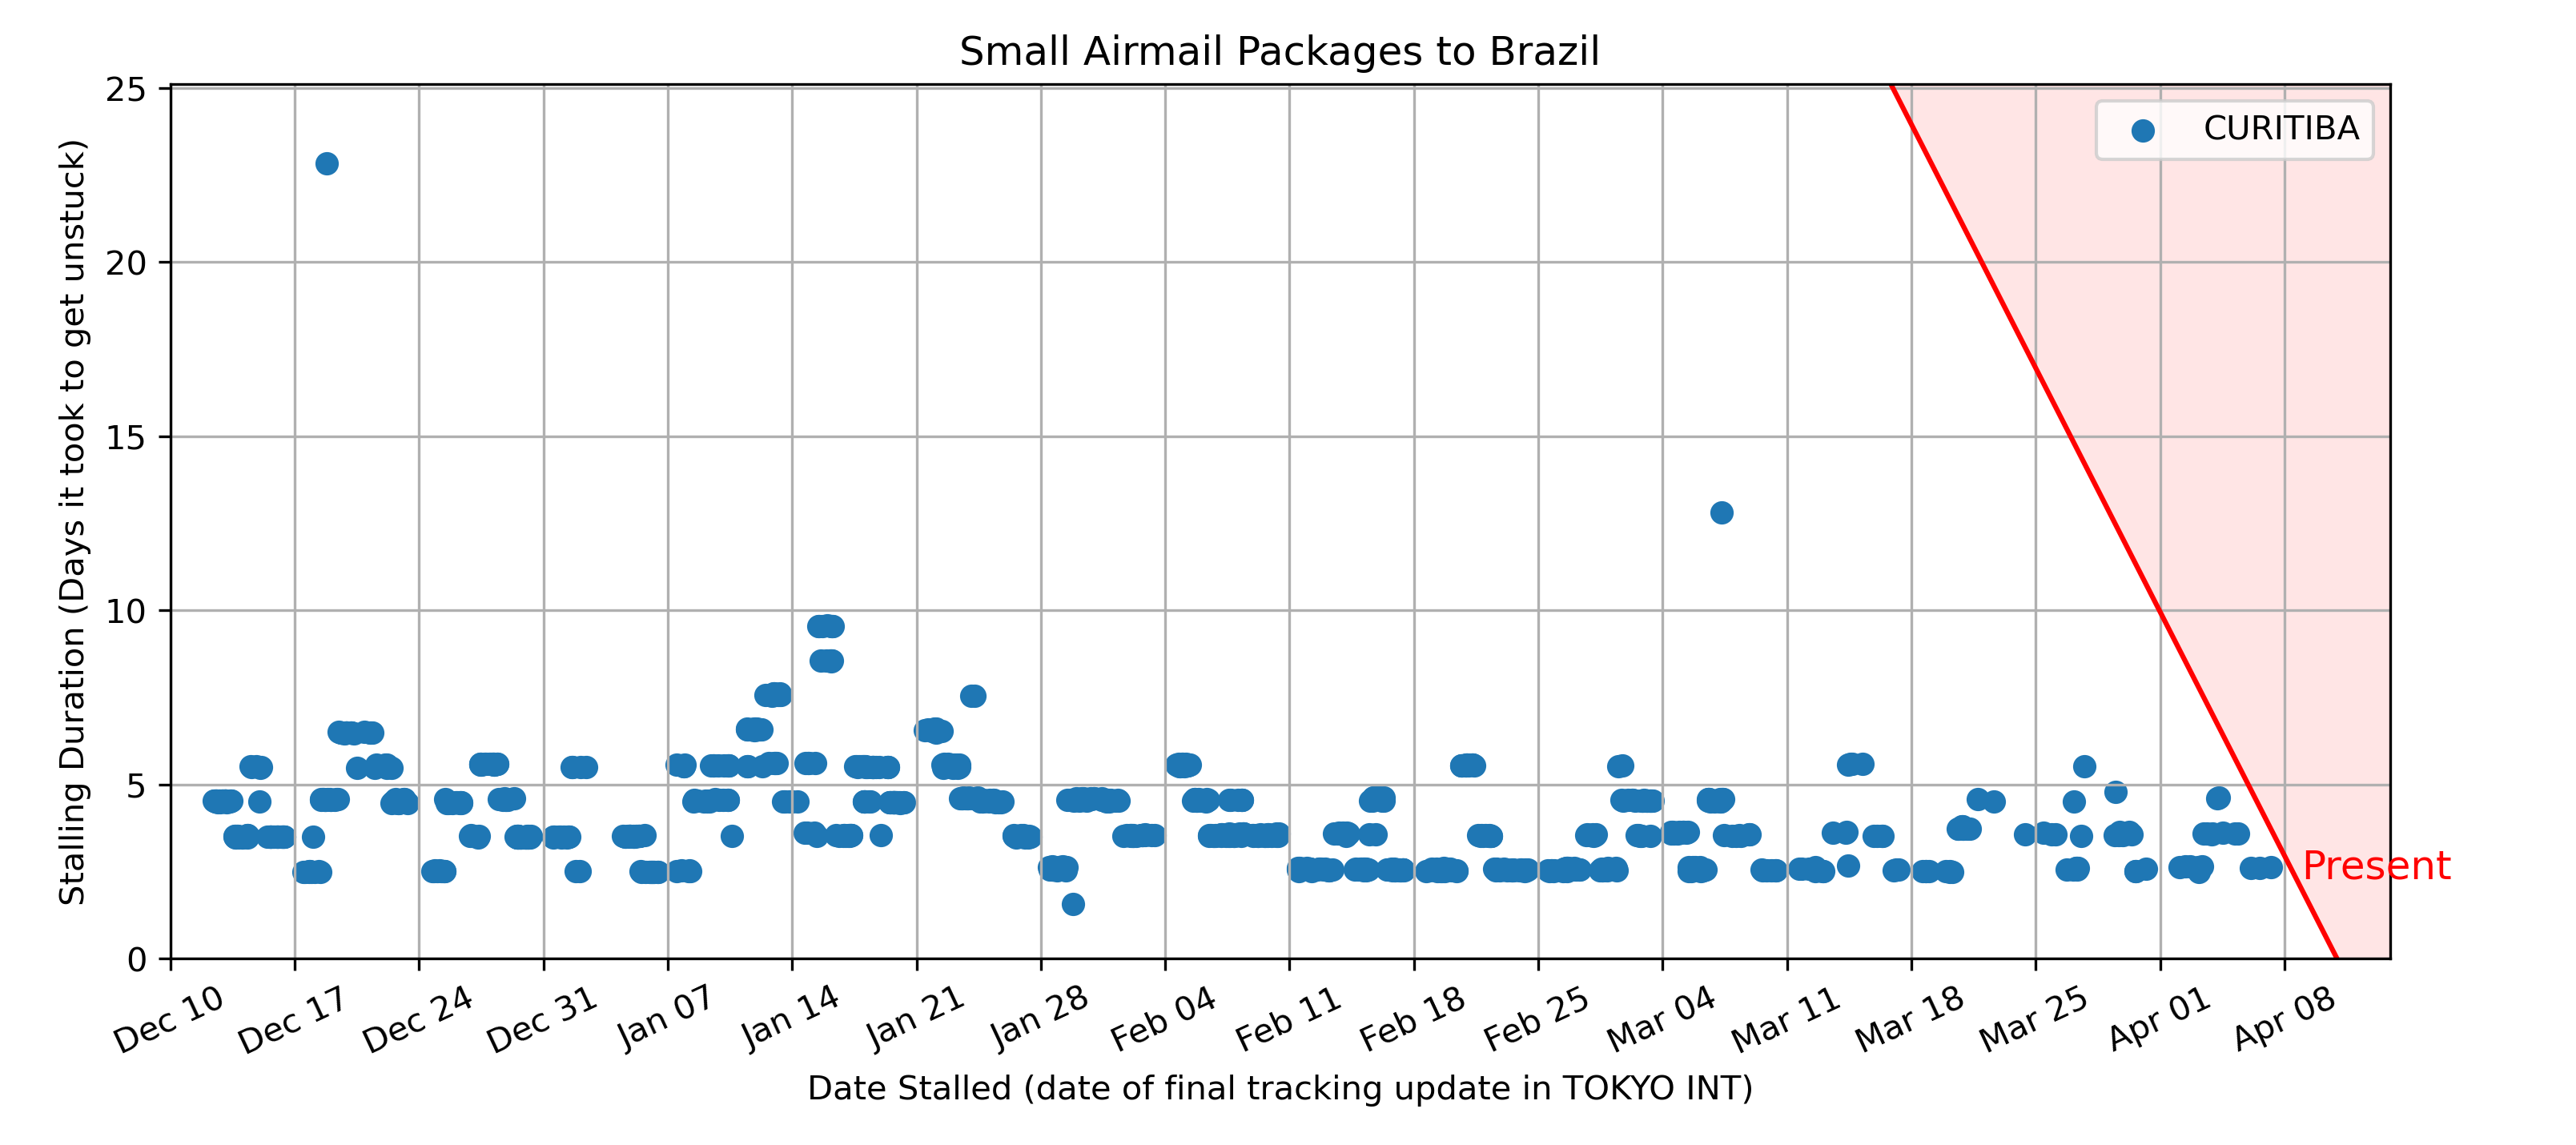 Small Airmail Packages to Brazil
Stalling Duration (Days it took to get unstuck)
25
20
15
10
5
0
CURITIBA
Present
Dec 10
Dec 17
Dec 24
Dec 31
Jan 07
Jan 14
Jan 21
Jan 28
Feb 04
Feb 11
Feb 18
Feb 25
Mar 04
Mar 11
Mar 18
Mar 25
Apr 01
Apr 08
Date Stalled (date of final tracking update in TOKYO INT)